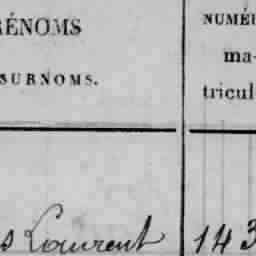 RÉNOMS
SURNOMS.
NUMÉ
ma-
tricul
s Laurent
143